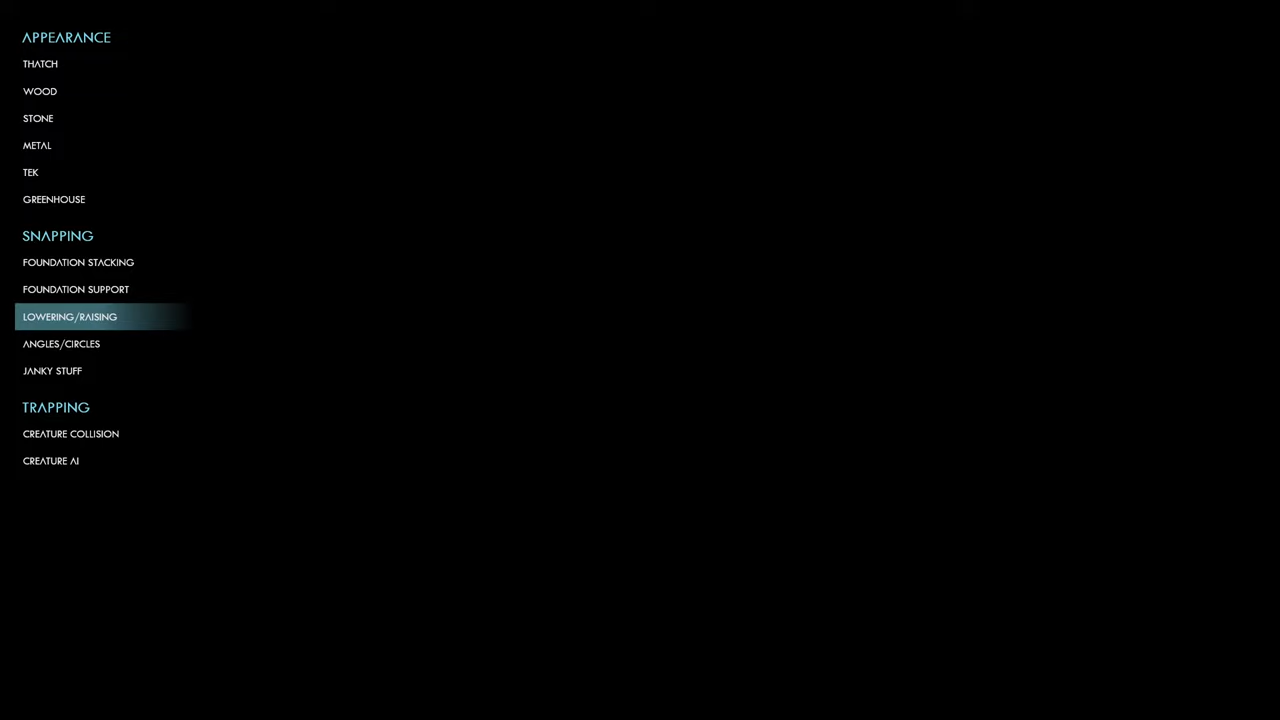 APPEARANCE
THATCH
WOOD
STONE
METAL
TEK
GREENHOUSE
SNAPPING
FOUNDATION STACKING
FOUNDATION SUPPORT
LOWERING/RAISING
ANGLES/CIRCLES
JANKY STUFF
TRAPPING
CREATURE COLLISION
CREATURE AI